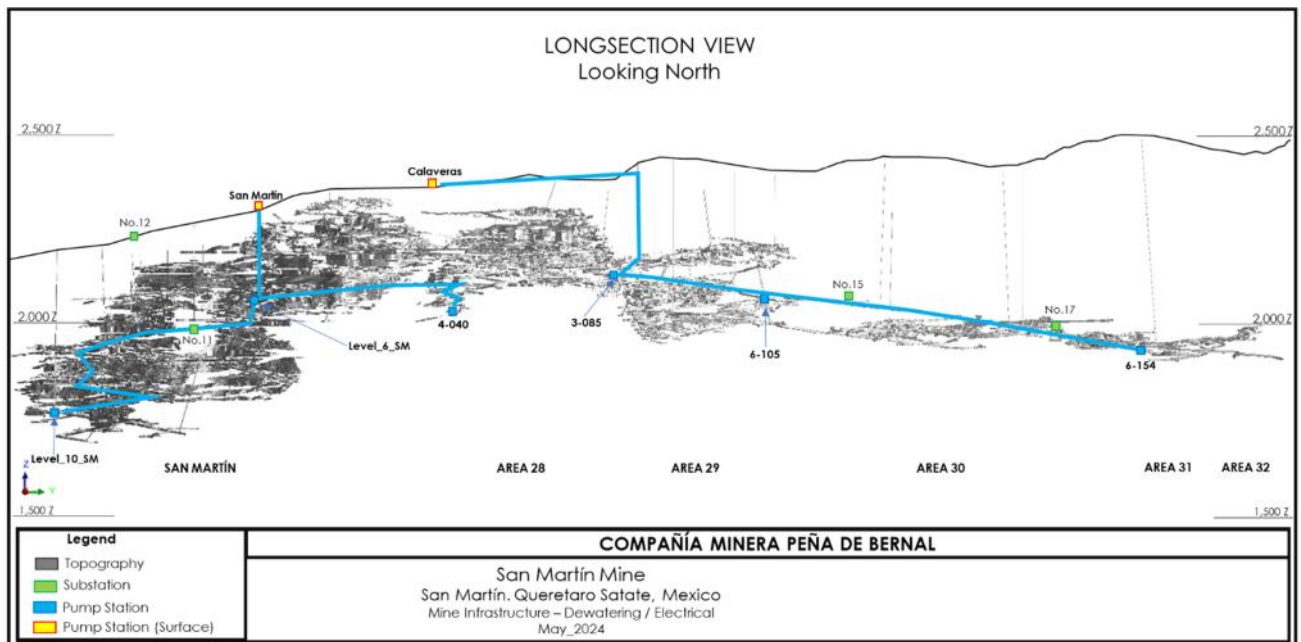 LONGSECTION VIEW
Looking North
2,500 Z
2,500 Z
Calaveras
San Martín
No.12
No.15
2,000 Z
2,000 Z
No.17
No.11
4-040
3-085
Level_6_SM
6-105
6-154
Level_10_SM
SAN MARTÍN
AREA 28
AREA 29
AREA 30
AREA 31
AREA 32
Z
Y
1,500 Z
1,500 Z
Legend
Topography
Substation
Pump Station
Pump Station (Surface)
COMPAÑÍA MINERA PEÑA DE BERNAL
San Martín Mine
San Martín. Queretaro Satate, Mexico
Mine Infrastructure – Dewatering / Electrical
May_2024